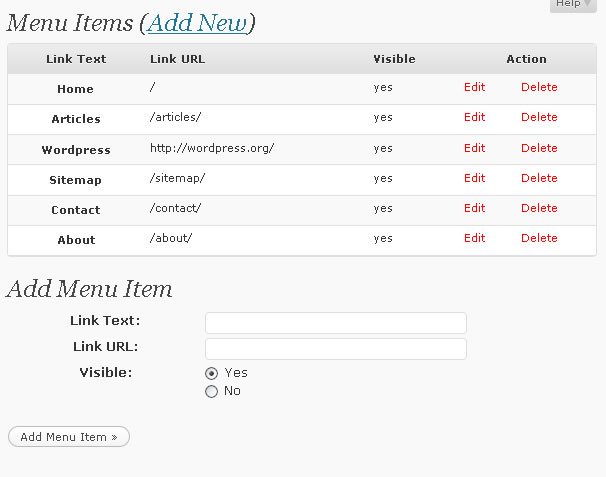 Help
Menu Items (Add New)
Link Text Link URL Visible Action
Home / yes Edit Delete
Articles /articles/ yes Edit Delete
Wordpress http://wordpress.org/ yes Edit Delete
Sitemap /sitemap/ yes Edit Delete
Contact /contact/ yes Edit Delete
About /about/ yes Edit Delete
Add Menu Item
Link Text:
Link URL:
Visible: Yes
No
Add Menu Item »